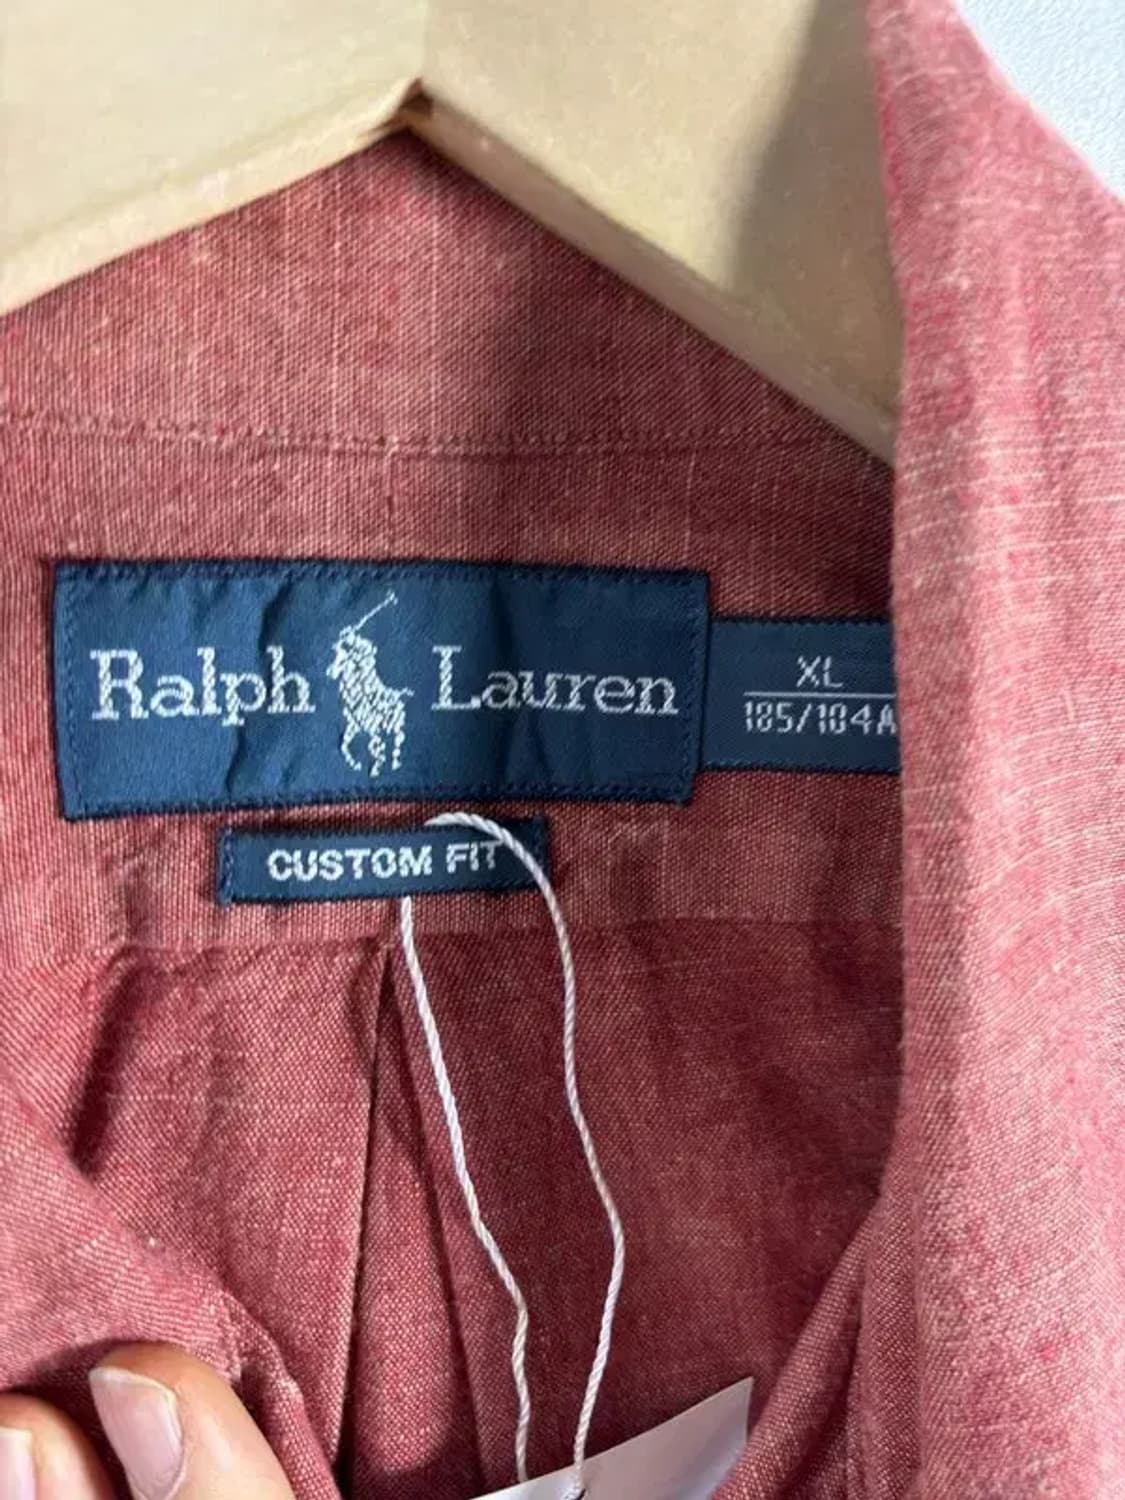 Ralph Lauren
XL
185/104A
CUSTOM FIT